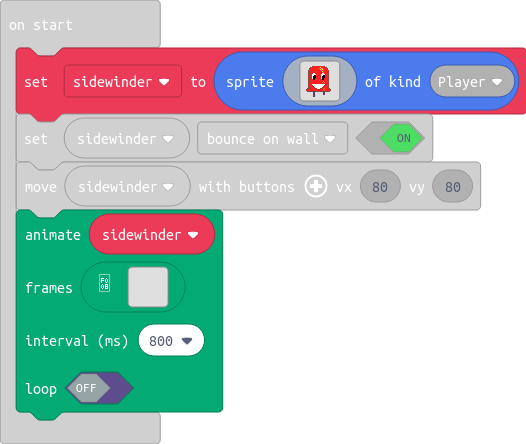 on start
set sidewinder to sprite of kind Player
set sidewinder bounce on wall ON
move sidewinder with buttons vx 80 vy 80
animate sidewinder
frames
interval (ms) 800
loop OFF